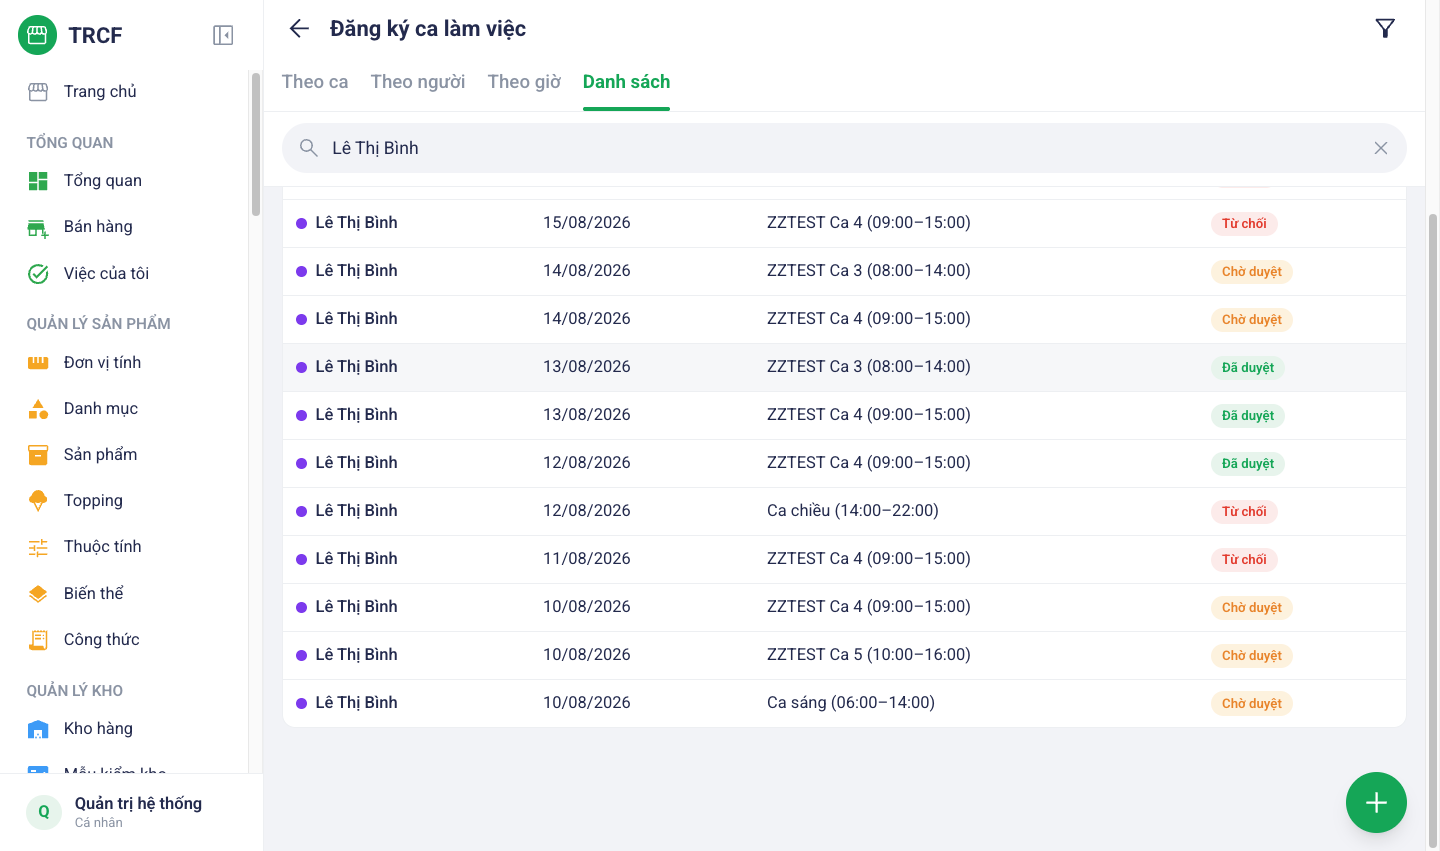 TRCF
Trang chủ
TỔNG QUAN
Tổng quan
Bán hàng
Việc của tôi
QUẢN LÝ SẢN PHẨM
Đơn vị tính
Danh mục
Sản phẩm
Topping
Thuộc tính
Biến thể
Công thức
QUẢN LÝ KHO
Kho hàng
Mẫu kiểm kho
Q
Quản trị hệ thống
Cá nhân
Đăng ký ca làm việc
Theo ca Theo người Theo giờ Danh sách
Lê Thị Bình
Lê Thị Bình 15/08/2026 ZZTEST Ca 4 (09:00–15:00) Từ chối
Lê Thị Bình 14/08/2026 ZZTEST Ca 3 (08:00–14:00) Chờ duyệt
Lê Thị Bình 14/08/2026 ZZTEST Ca 4 (09:00–15:00) Chờ duyệt
Lê Thị Bình 13/08/2026 ZZTEST Ca 3 (08:00–14:00) Đã duyệt
Lê Thị Bình 13/08/2026 ZZTEST Ca 4 (09:00–15:00) Đã duyệt
Lê Thị Bình 12/08/2026 ZZTEST Ca 4 (09:00–15:00) Đã duyệt
Lê Thị Bình 12/08/2026 Ca chiều (14:00–22:00) Từ chối
Lê Thị Bình 11/08/2026 ZZTEST Ca 4 (09:00–15:00) Từ chối
Lê Thị Bình 10/08/2026 ZZTEST Ca 4 (09:00–15:00) Chờ duyệt
Lê Thị Bình 10/08/2026 ZZTEST Ca 5 (10:00–16:00) Chờ duyệt
Lê Thị Bình 10/08/2026 Ca sáng (06:00–14:00) Chờ duyệt